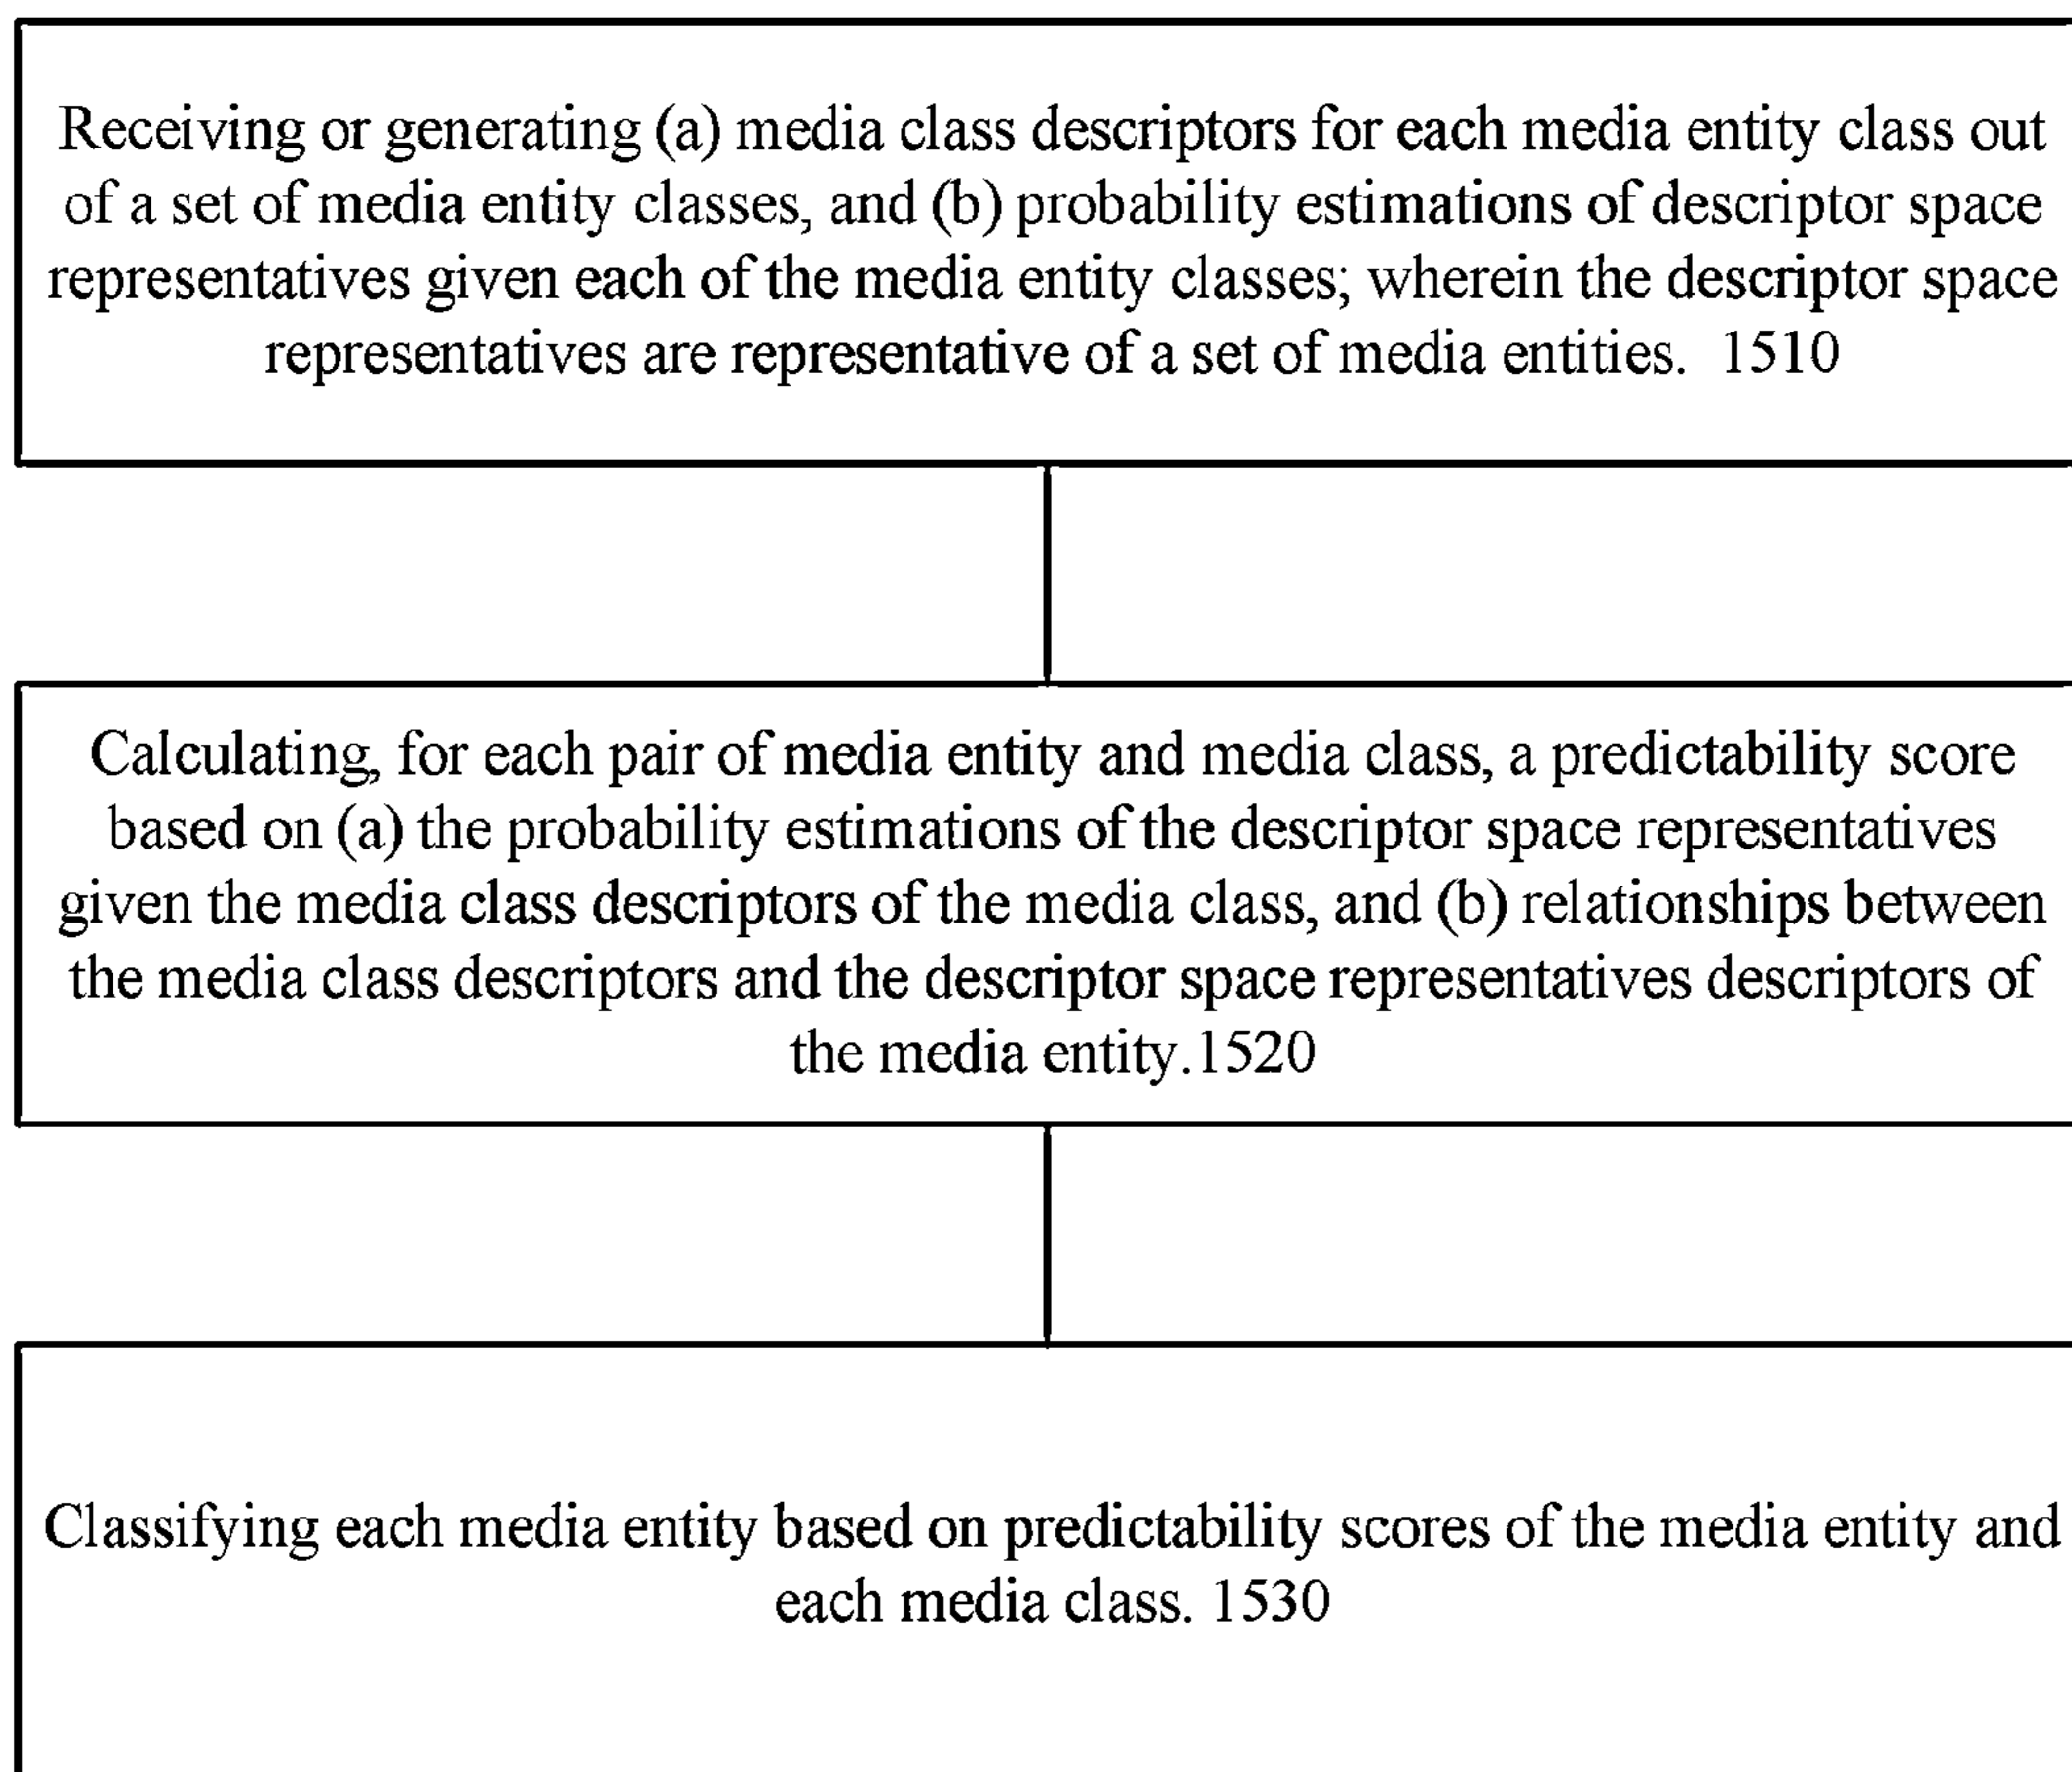 Receiving or generating (a) media class descriptors for each media entity class out
of a set of media entity classes, and (b) probability estimations of descriptor space
representatives given each of the media entity classes; wherein the descriptor space
representatives are representative of a set of media entities.  1510
Calculating, for each pair of media entity and media class, a predictability score
based on (a) the probability estimations of the descriptor space representatives
given the media class descriptors of the media class, and (b) relationships between
the media class descriptors and the descriptor space representatives descriptors of
the media entity.1520
Classifying each media entity based on predictability scores of the media entity and
each media class. 1530